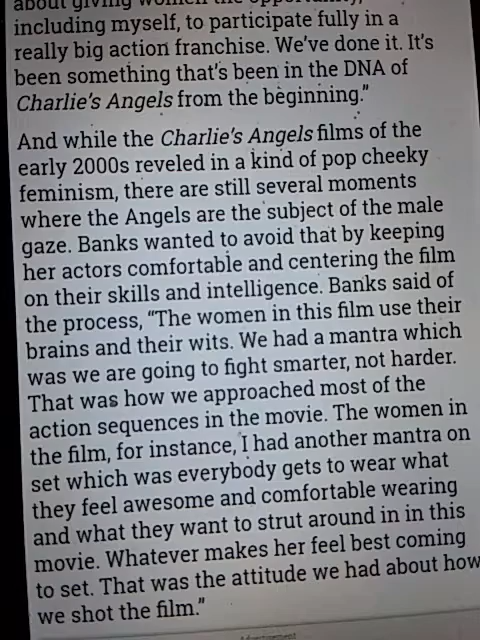 about giving women the opportunity,
including myself, to participate fully in a
really big action franchise. We've done it. It's
been something that's been in the DNA of
Charlie's Angels from the beginning."
And while the Charlie's Angels films of the
early 2000s reveled in a kind of pop cheeky
feminism, there are still several moments
where the Angels are the subject of the male
gaze. Banks wanted to avoid that by keeping
her actors comfortable and centering the film
on their skills and intelligence. Banks said of
the process, "The women in this film use their
brains and their wits. We had a mantra which
was we are going to fight smarter, not harder.
That was how we approached most of the
action sequences in the movie. The women in
the film, for instance, I had another mantra on
set which was everybody gets to wear what
they feel awesome and comfortable wearing
and what they want to strut around in in this
movie. Whatever makes her feel best coming
to set. That was the attitude we had about how
we shot the film."
Advertisement